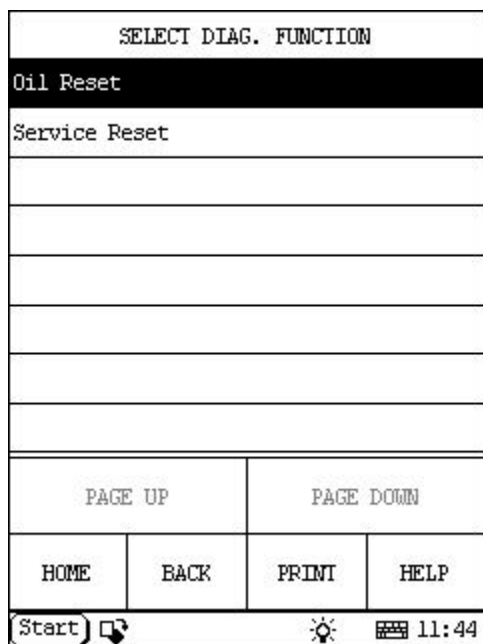 SELECT DIAG. FUNCTION
Oil Reset
Service Reset
PAGE UP PAGE DOWN
HOME BACK PRINT HELP
Start 11:44